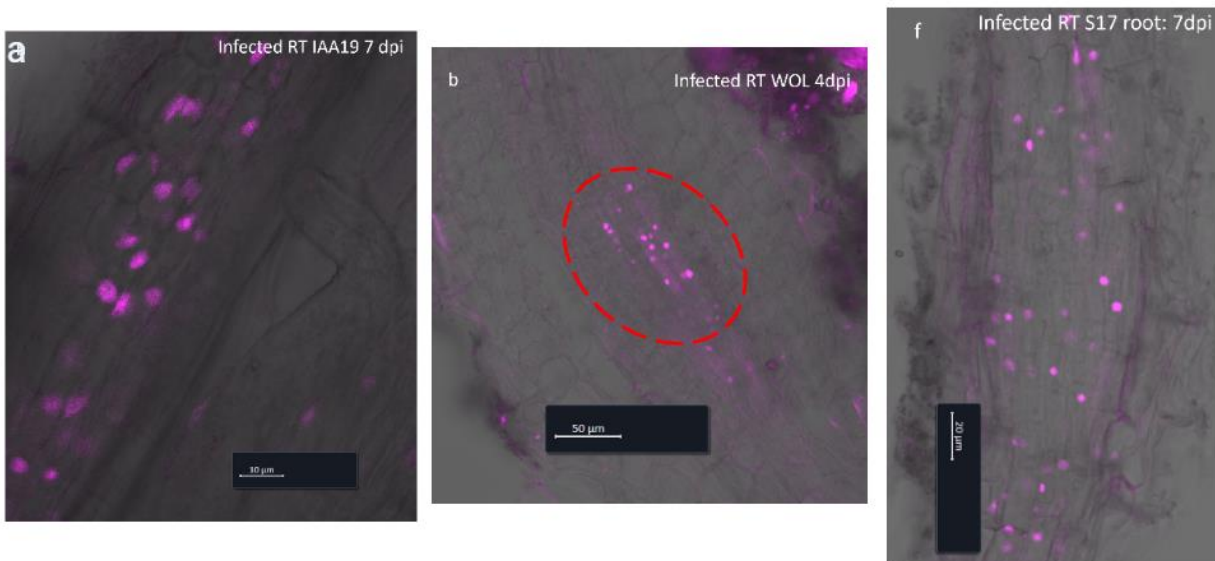 a
Infected RT IAA19 7 dpi
10 µm
b
Infected RT WOL 4dpi
50 µm
f
Infected RT S17 root: 7dpi
20 µm